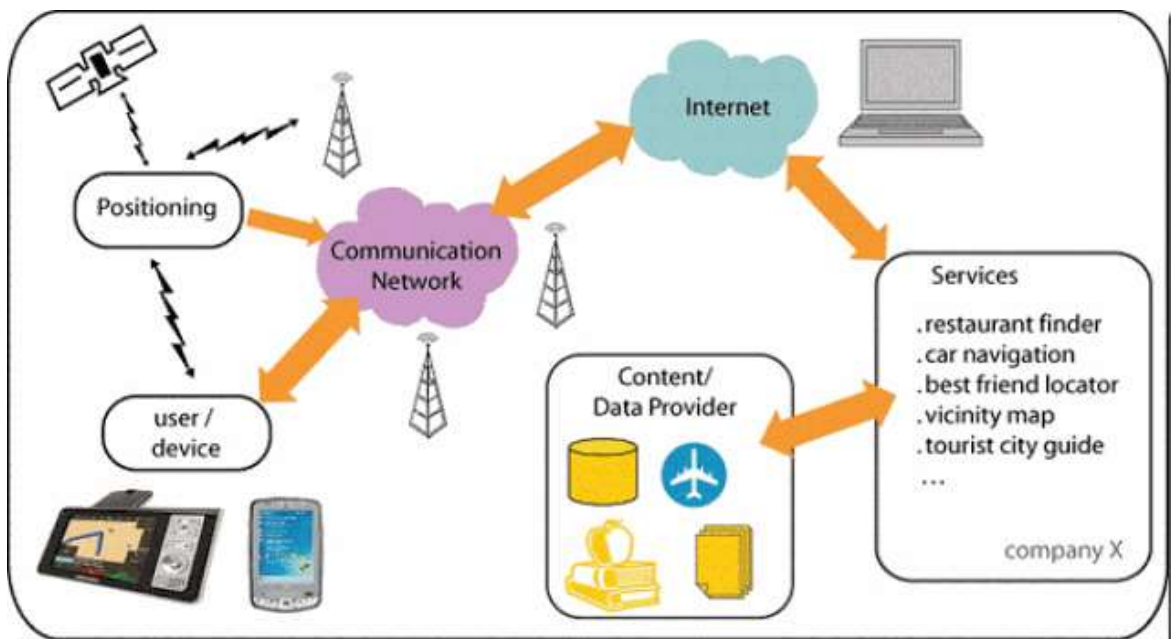 Internet
Positioning
Communication
Network
Services
.restaurant finder
.car navigation
.best friend locator
.vicinity map
.tourist city guide
...
company X
Content/
Data Provider
user /
device